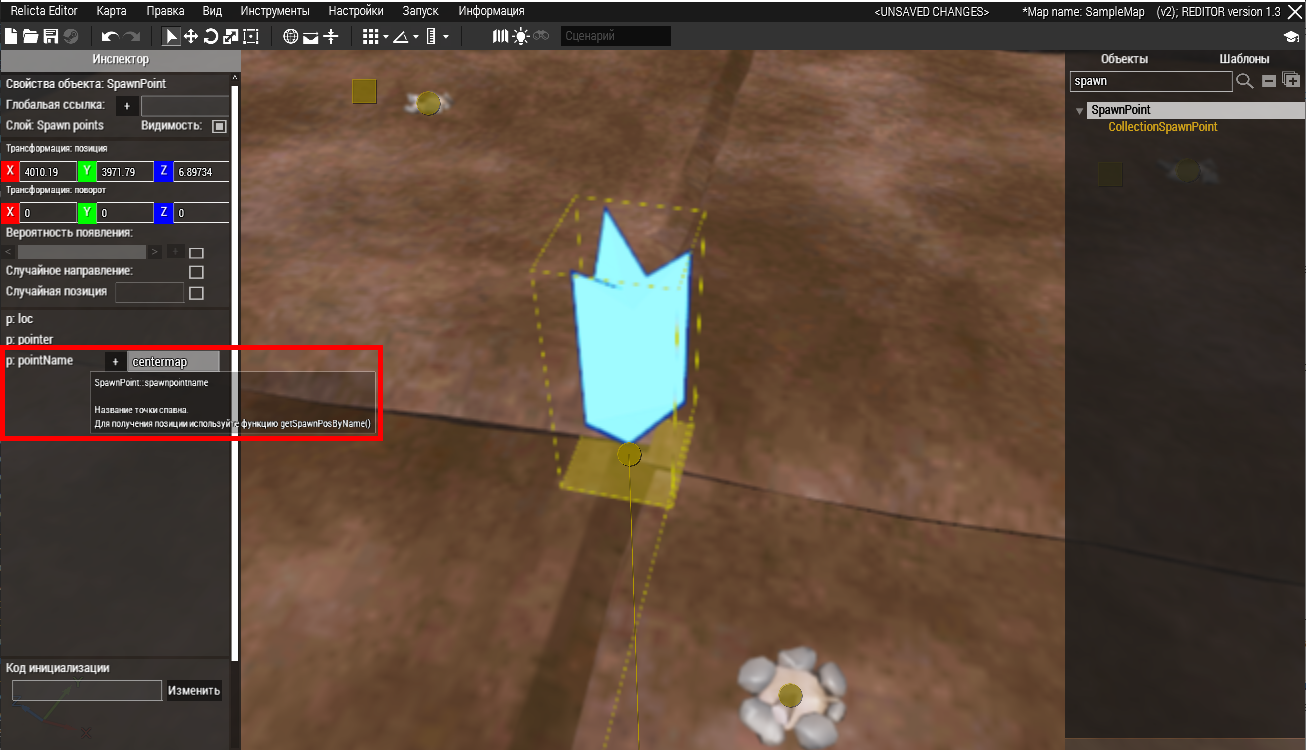 Relicta Editor Карта Правка Вид Инструменты Настройки Запуск Информация <UNSAVED CHANGES> *Map name: SampleMap (v2); REDITOR version 1.3
Сценарий
Инспектор
Свойства объекта: SpawnPoint
Глобальая ссылка: +
Слой: Spawn points Видимость:
Трансформация: позиция
X 4010.19 Y 3971.79 Z 6.89734
Трансформация: поворот
X 0 Y 0 Z 0
Вероятность появления:
< > +
Случайное направление:
Случайная позиция
p: loc
p: pointer
p: pointName + centermap
SpawnPoint::spawnpointname
Название точки спавна.
Для получения позиции используйте функцию getSpawnPosByName()
Код инициализации
Изменить
Объекты Шаблоны
spawn
SpawnPoint
CollectionSpawnPoint